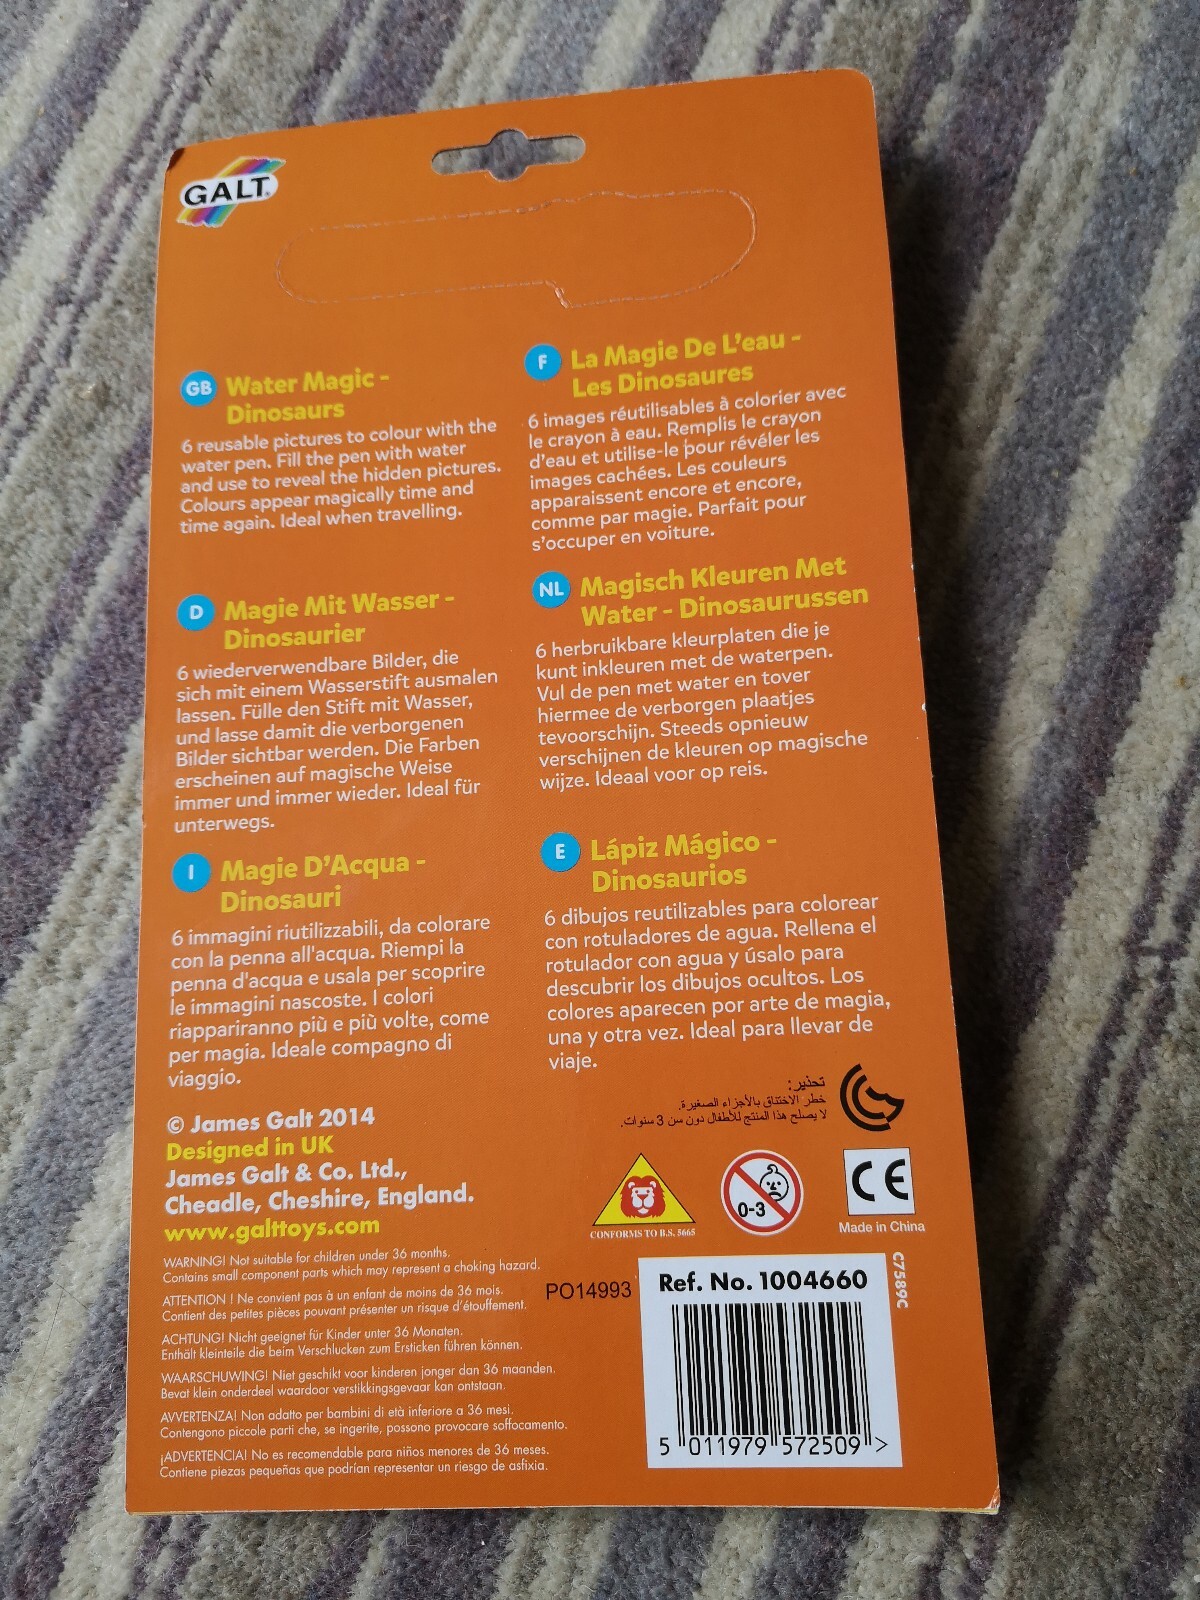 GALT
GB
Water Magic -
Dinosaurs
6 reusable pictures to colour with the
water pen. Fill the pen with water
and use to reveal the hidden pictures.
Colours appear magically time and
time again. Ideal when travelling.
F
La Magie De L'eau -
Les Dinosaures
6 images réutilisables à colorier avec
le crayon à eau. Remplis le crayon
d'eau et utilise-le pour révéler les
images cachées. Les couleurs
apparaissent encore et encore,
comme par magie. Parfait pour
s'occuper en voiture.
D
Magie Mit Wasser -
Dinosaurier
6 wiederverwendbare Bilder, die
sich mit einem Wasserstift ausmalen
lassen. Fülle den Stift mit Wasser,
und lasse damit die verborgenen
Bilder sichtbar werden. Die Farben
erscheinen auf magische Weise
immer und immer wieder. Ideal für
unterwegs.
NL
Magisch Kleuren Met
Water - Dinosaurussen
6 herbruikbare kleurplaten die je
kunt inkleuren met de waterpen.
Vul de pen met water en tover
hiermee de verborgen plaatjes
tevoorschijn. Steeds opnieuw
verschijnen de kleuren op magische
wijze. Ideaal voor op reis.
I
Magie D'Acqua -
Dinosauri
6 immagini riutilizzabili, da colorare
con la penna all'acqua. Riempi la
penna d'acqua e usala per scoprire
le immagini nascoste. I colori
riappariranno più e più volte, come
per magia. Ideale compagno di
viaggio.
E
Lápiz Mágico -
Dinosaurios
6 dibujos reutilizables para colorear
con rotuladores de agua. Rellena el
rotulador con agua y úsalo para
descubrir los dibujos ocultos. Los
colores aparecen por arte de magia,
una y otra vez. Ideal para llevar de
viaje.
تحذير:
خطر الاختناق بالأجزاء الصغيرة.
لا يصلح هذا المنتج للأطفال دون سن 3 سنوات.
© James Galt 2014
Designed in UK
James Galt & Co. Ltd.,
Cheadle, Cheshire, England.
www.galttoys.com
CONFORMS TO B.S. 5665
0-3
CE
Made in China
WARNING! Not suitable for children under 36 months.
Contains small component parts which may represent a choking hazard.
ATTENTION ! Ne convient pas à un enfant de moins de 36 mois.
Contient des petites pièces pouvant présenter un risque d'étouffement.
ACHTUNG! Nicht geeignet für Kinder unter 36 Monaten.
Enthält kleinteile die beim Verschlucken zum Ersticken führen können.
WAARSCHUWING! Niet geschikt voor kinderen jonger dan 36 maanden.
Bevat klein onderdeel waardoor verstikkingsgevaar kan ontstaan.
AVVERTENZA! Non adatto per bambini di età inferiore a 36 mesi.
Contengono piccole parti che, se ingerite, possono provocare soffocamento.
¡ADVERTENCIA! No es recomendable para niños menores de 36 meses.
Contiene piezas pequeñas que podrían representar un riesgo de asfixia.
PO14993
Ref. No. 1004660
C7589C
5 011979 572509 >